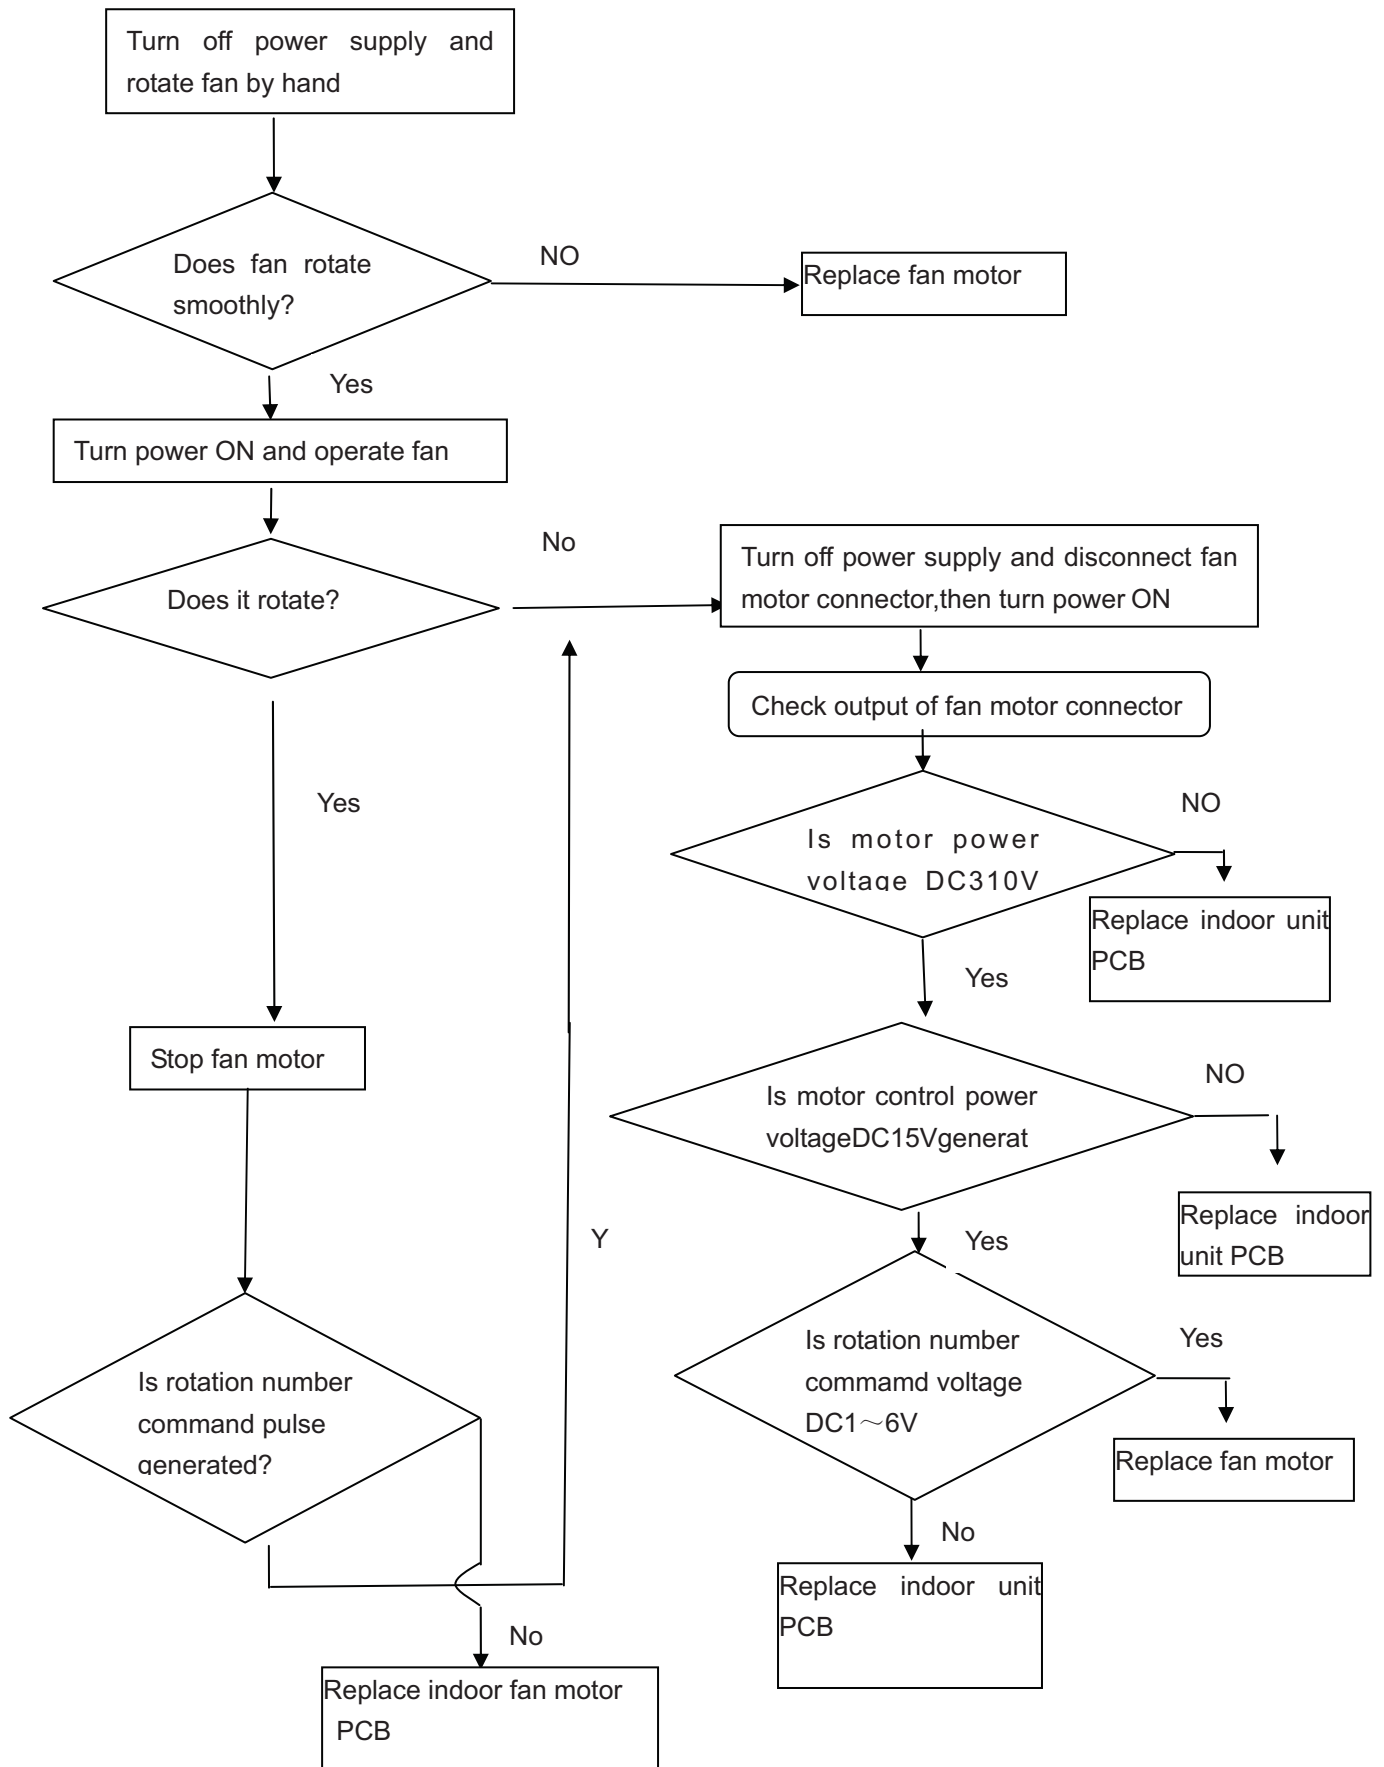 Turn off power supply and
rotate fan by hand
Does fan rotate
smoothly?
NO
Replace fan motor
Yes
Turn power ON and operate fan
Does it rotate?
No
Turn off power supply and disconnect fan
motor connector,then turn power ON
Check output of fan motor connector
Yes
Is motor power
voltage DC310V
NO
Replace indoor unit
PCB
Yes
Stop fan motor
Is motor control power
voltageDC15Vgenerat
NO
Replace indoor
unit PCB
Y
Yes
Is rotation number
commamd voltage
DC1～6V
Yes
Replace fan motor
Is rotation number
command pulse
generated?
No
Replace indoor unit
PCB
No
Replace indoor fan motor
PCB